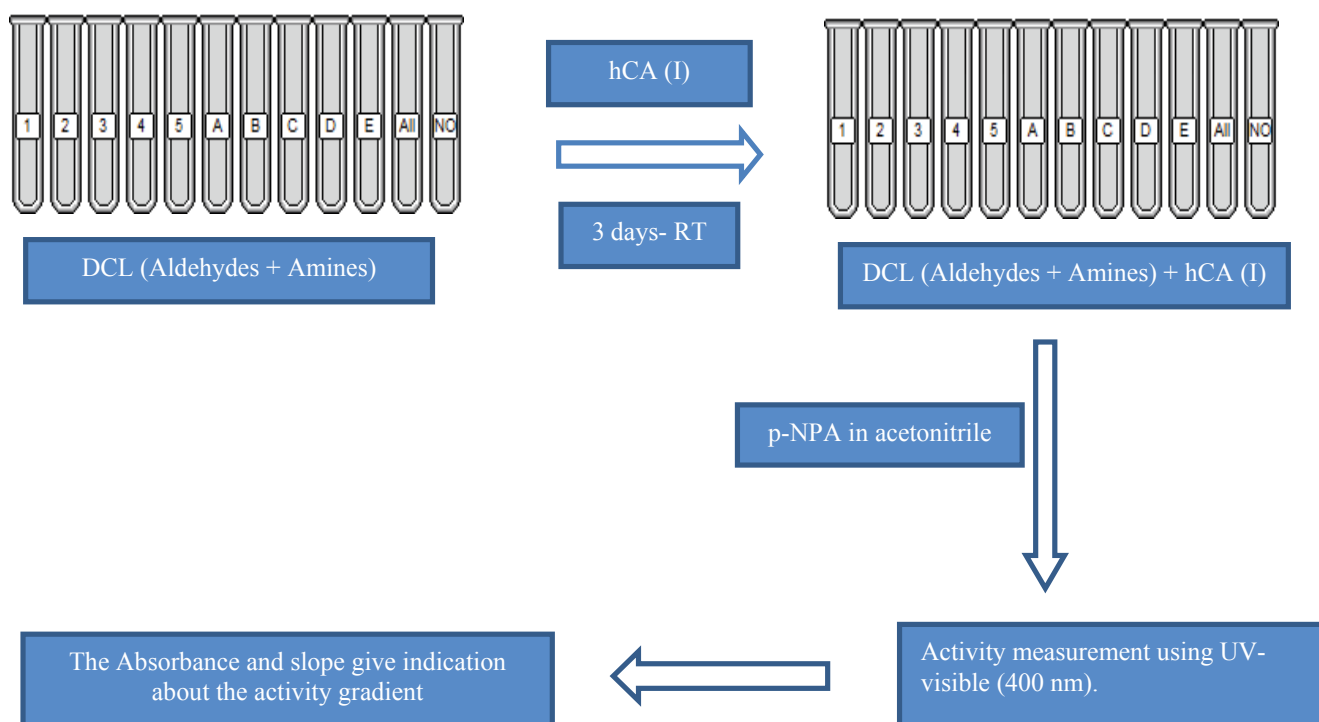 1 2 3 4 5 A B C D E All NO
DCL (Aldehydes + Amines)
hCA (I)
3 days- RT
1 2 3 4 5 A B C D E All NO
DCL (Aldehydes + Amines) + hCA (I)
p-NPA in acetonitrile
Activity measurement using UV-
visible (400 nm).
The Absorbance and slope give indication
about the activity gradient